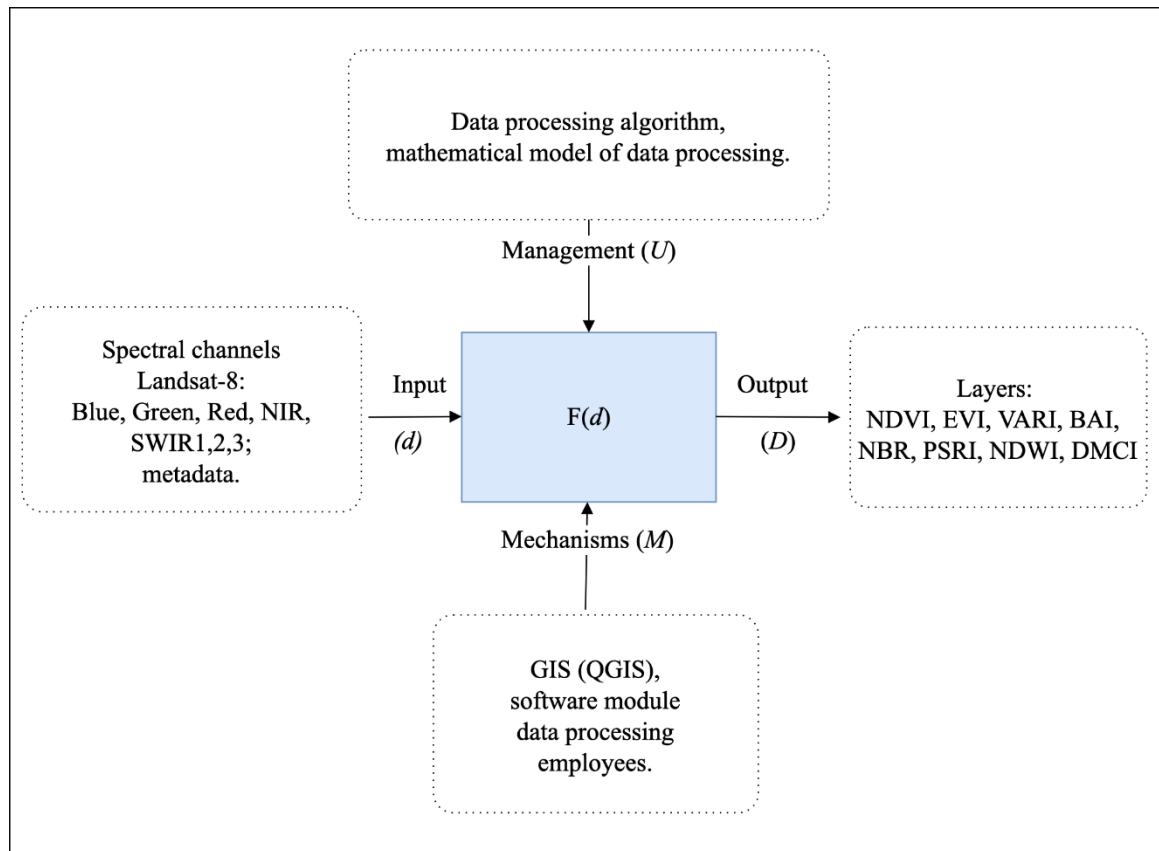 Data processing algorithm,
mathematical model of data processing.
Management (U)
Spectral channels
Landsat-8:
Blue, Green, Red, NIR,
SWIR1,2,3;
metadata.
Input
(d)
F(d)
Output
(D)
Layers:
NDVI, EVI, VARI, BAI,
NBR, PSRI, NDWI, DMCI
Mechanisms (M)
GIS (QGIS),
software module
data processing
employees.